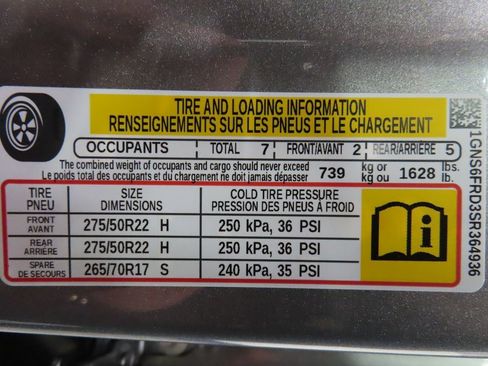 TIRE AND LOADING INFORMATION
RENSEIGNEMENTS SUR LES PNEUS ET LE CHARGEMENT
OCCUPANTS TOTAL 7 FRONT/AVANT 2 REAR/ARRIÈRE 5
The combined weight of occupants and cargo should never exceed 739 kg or 1628 lbs.
Le poids total des occupants et du chargement ne doit jamais dépasser kg ou lb.
TIRE SIZE COLD TIRE PRESSURE
PNEU DIMENSIONS PRESSION DES PNEUS À FROID
FRONT
AVANT 275/50R22 H 250 kPa, 36 PSI
REAR
ARRIÈRE 275/50R22 H 250 kPa, 36 PSI
SPARE
DE SECOURS 265/70R17 S 240 kPa, 35 PSI
1GNS6FRD3SR364936